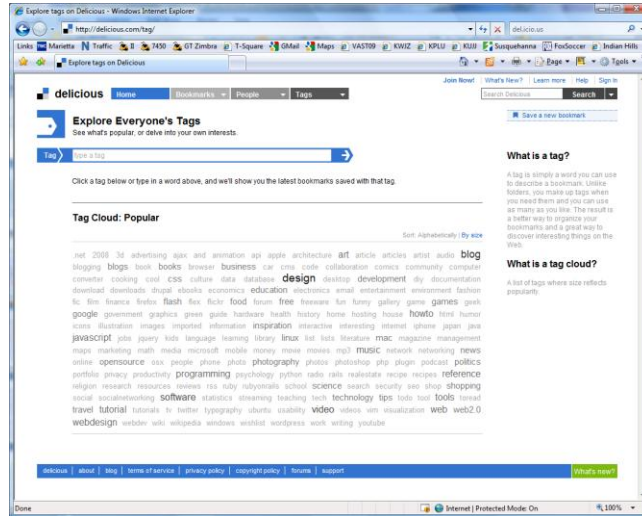 Explore tags on Delicious - Windows Internet Explorer
http://delicious.com/tag/
del.icio.us
Links Marietta Traffic II 7450 GT Zimbra T-Square GMail Maps VAST09 KWIZ KPLU KUJJ Susquehanna FoxSoccer Indian Hills
Explore tags on Delicious
Page Tools
Join Now! What's New? Learn more Help Sign In
delicious Home Bookmarks People Tags
Search Delicious Search
Explore Everyone's Tags
See what's popular, or delve into your own interests.
Save a new bookmark
Tag Type a tag
Click a tag below or type in a word above, and we'll show you the latest bookmarks saved with that tag.
What is a tag?
A tag is simply a word you can use
to describe a bookmark. Unlike
folders, you make up tags when
you need them and you can use
as many as you like. The result is
a better way to organize your
bookmarks and a great way to
discover interesting things on the
Web.
What is a tag cloud?
A list of tags where size reflects
popularity.
Tag Cloud: Popular
Sort: Alphabetically | By size
.net 2008 3d advertising ajax and animation api apple architecture art article articles artist audio blog
blogging blogs book books browser business car cms code collaboration comics community computer
converter cooking cool css culture data database design desktop development diy documentation
download downloads drupal ebooks economics education electronics email entertainment environment fashion
fic film finance firefox flash flex flickr food forum free freeware fun funny gallery game games geek
google government graphics green guide hardware health history home hosting house howto html humor
icons illustration images imported information inspiration interactive interesting internet iphone japan java
javascript jobs jquery kids language learning library linux list lists literature mac magazine management
maps marketing math media microsoft mobile money movie movies mp3 music network networking news
online opensource osx people phone photo photography photos photoshop php plugin podcast politics
portfolio privacy productivity programming psychology python radio rails realestate recipe recipes reference
religion research resources reviews rss ruby rubyonrails school science search security seo shop shopping
social socialnetworking software statistics streaming teaching tech technology tips todo tool tools toread
travel tutorial tutorials tv twitter typography ubuntu usability video videos vim visualization web web2.0
webdesign webdev wiki wikipedia windows wishlist wordpress work writing youtube
delicious | about | blog | terms of service | privacy policy | copyright policy | forums | support
What's new?
Done
Internet | Protected Mode: On
100%